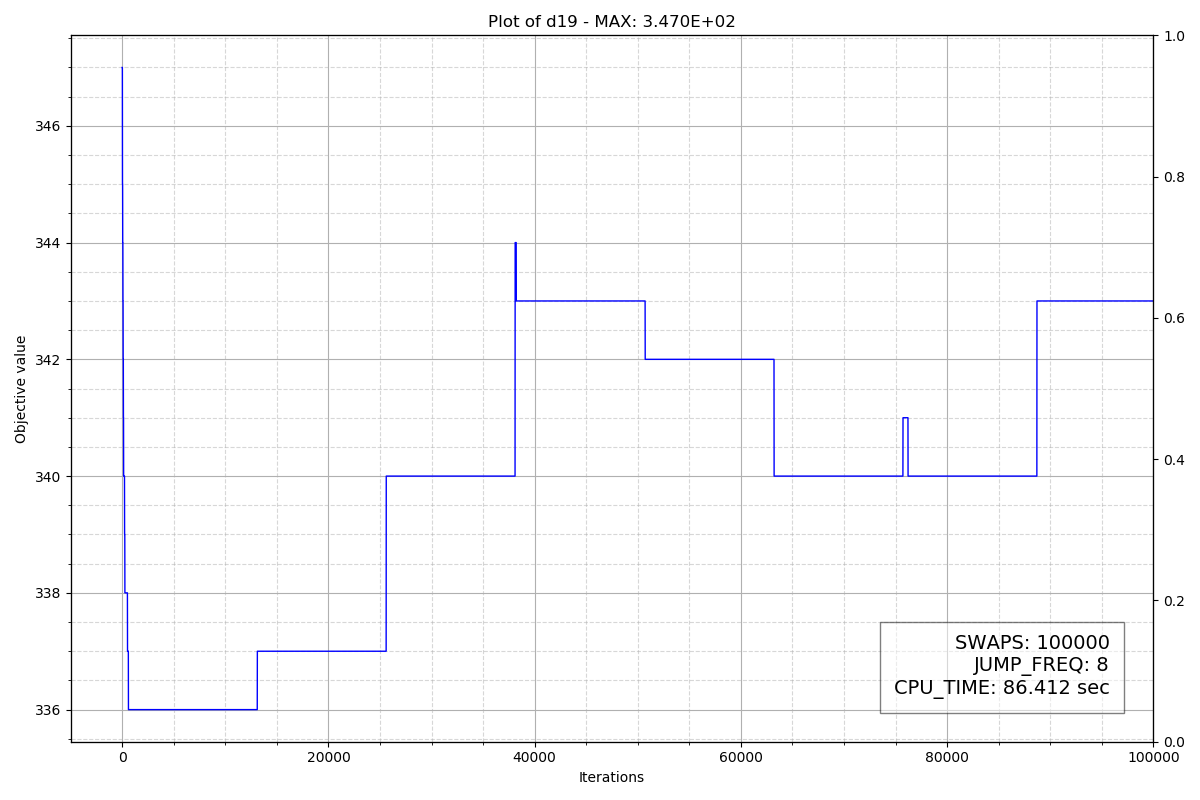 Plot of d19 - MAX: 3.470E+02
Objective value
346
344
342
340
338
336
1.0
0.8
0.6
0.4
0.2
0.0
SWAPS: 100000
JUMP_FREQ: 8
CPU_TIME: 86.412 sec
0 20000 40000 60000 80000 100000
Iterations